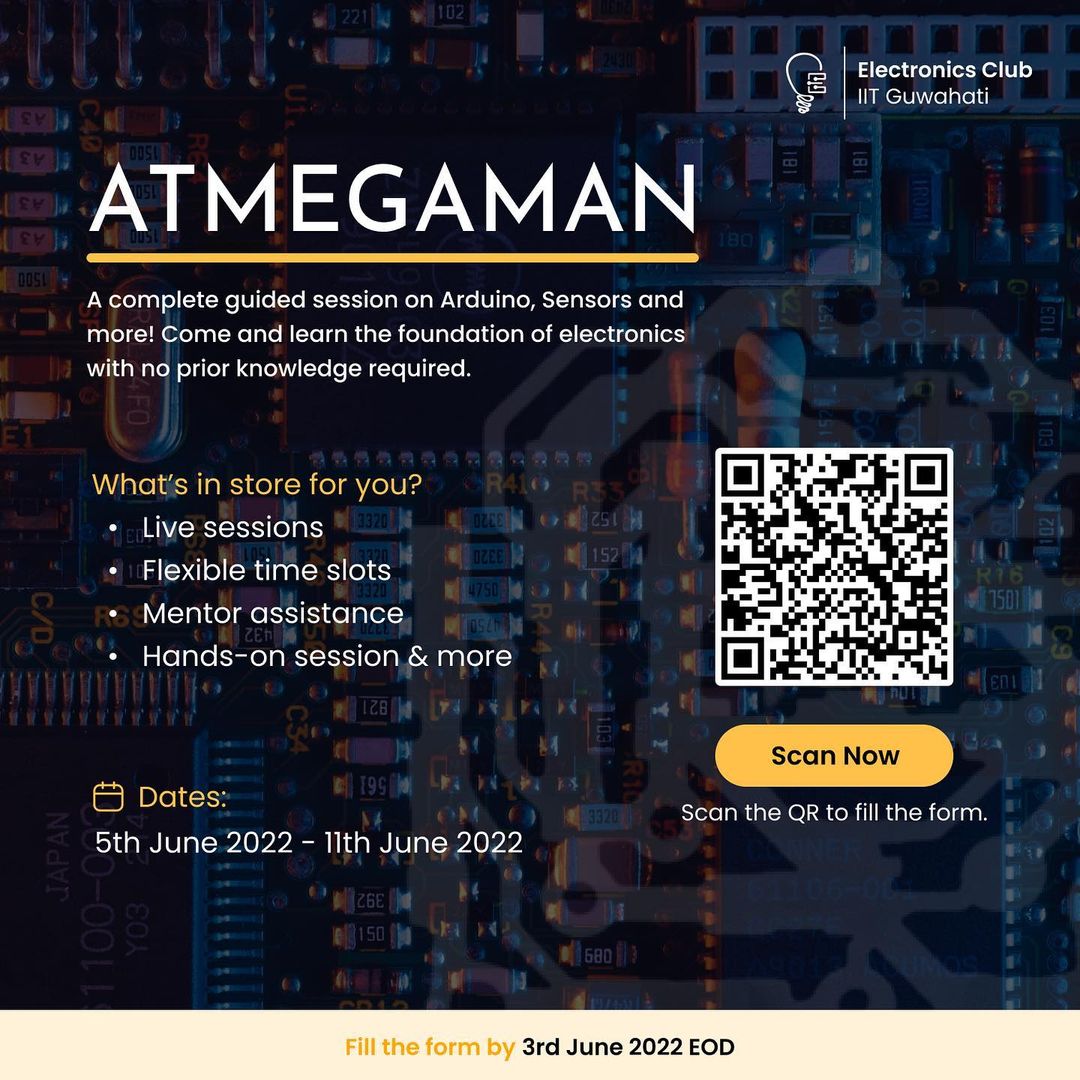 Electronics Club
IIT Guwahati
ATMEGAMAN
A complete guided session on Arduino, Sensors and
more! Come and learn the foundation of electronics
with no prior knowledge required.
What's in store for you?
• Live sessions
• Flexible time slots
• Mentor assistance
• Hands-on session & more
Scan Now
Scan the QR to fill the form.
Dates:
5th June 2022 - 11th June 2022
Fill the form by 3rd June 2022 EOD